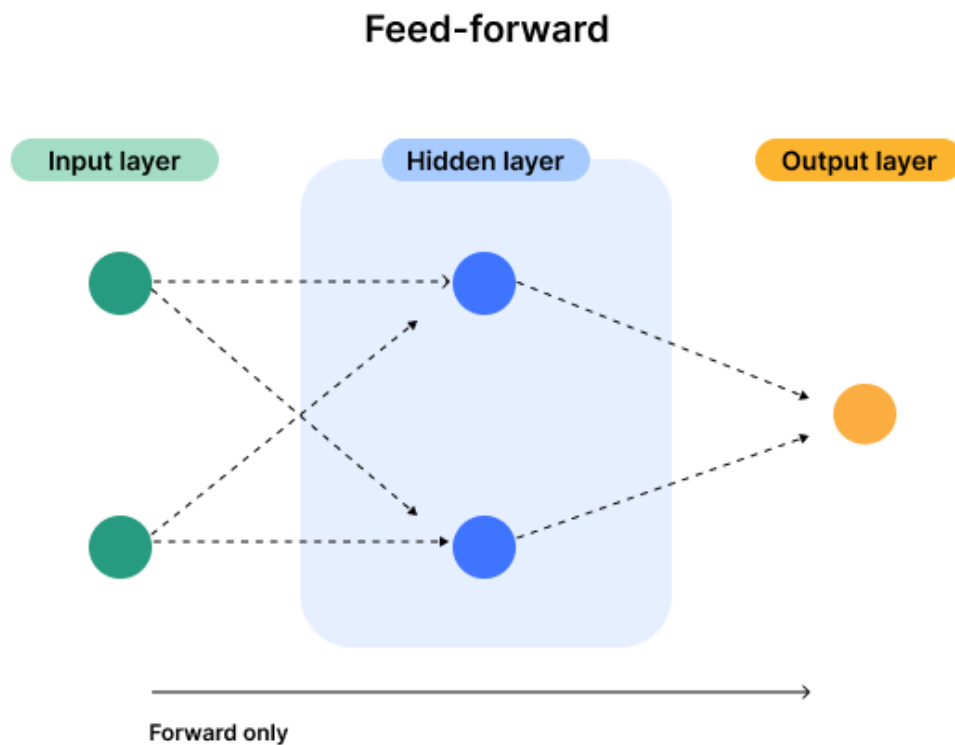 Feed-forward
Input layer
Hidden layer
Output layer
Forward only